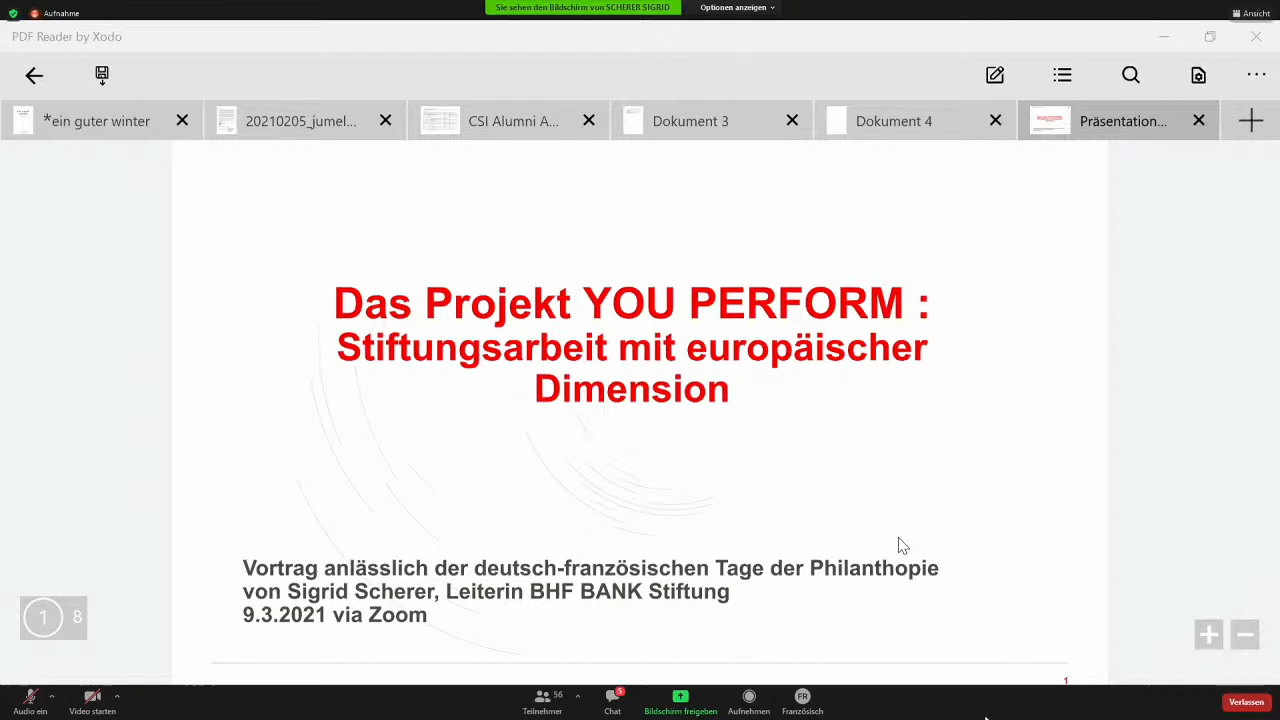 Aufnahme
Sie sehen den Bildschirm von SCHERER SIGRID
Optionen anzeigen
Ansicht
PDF Reader by Xodo
*ein guter winter
20210205_jumel...
CSI Alumni A...
Dokument 3
Dokument 4
Präsentation...
Das Projekt YOU PERFORM :
Stiftungsarbeit mit europäischer
Dimension
Vortrag anlässlich der deutsch-französischen Tage der Philanthopie
von Sigrid Scherer, Leiterin BHF BANK Stiftung
9.3.2021 via Zoom
1 8
1
56
5
FR
Audio ein
Video starten
Teilnehmer
Chat
Bildschirm freigeben
Aufnehmen
Französisch
Verlassen